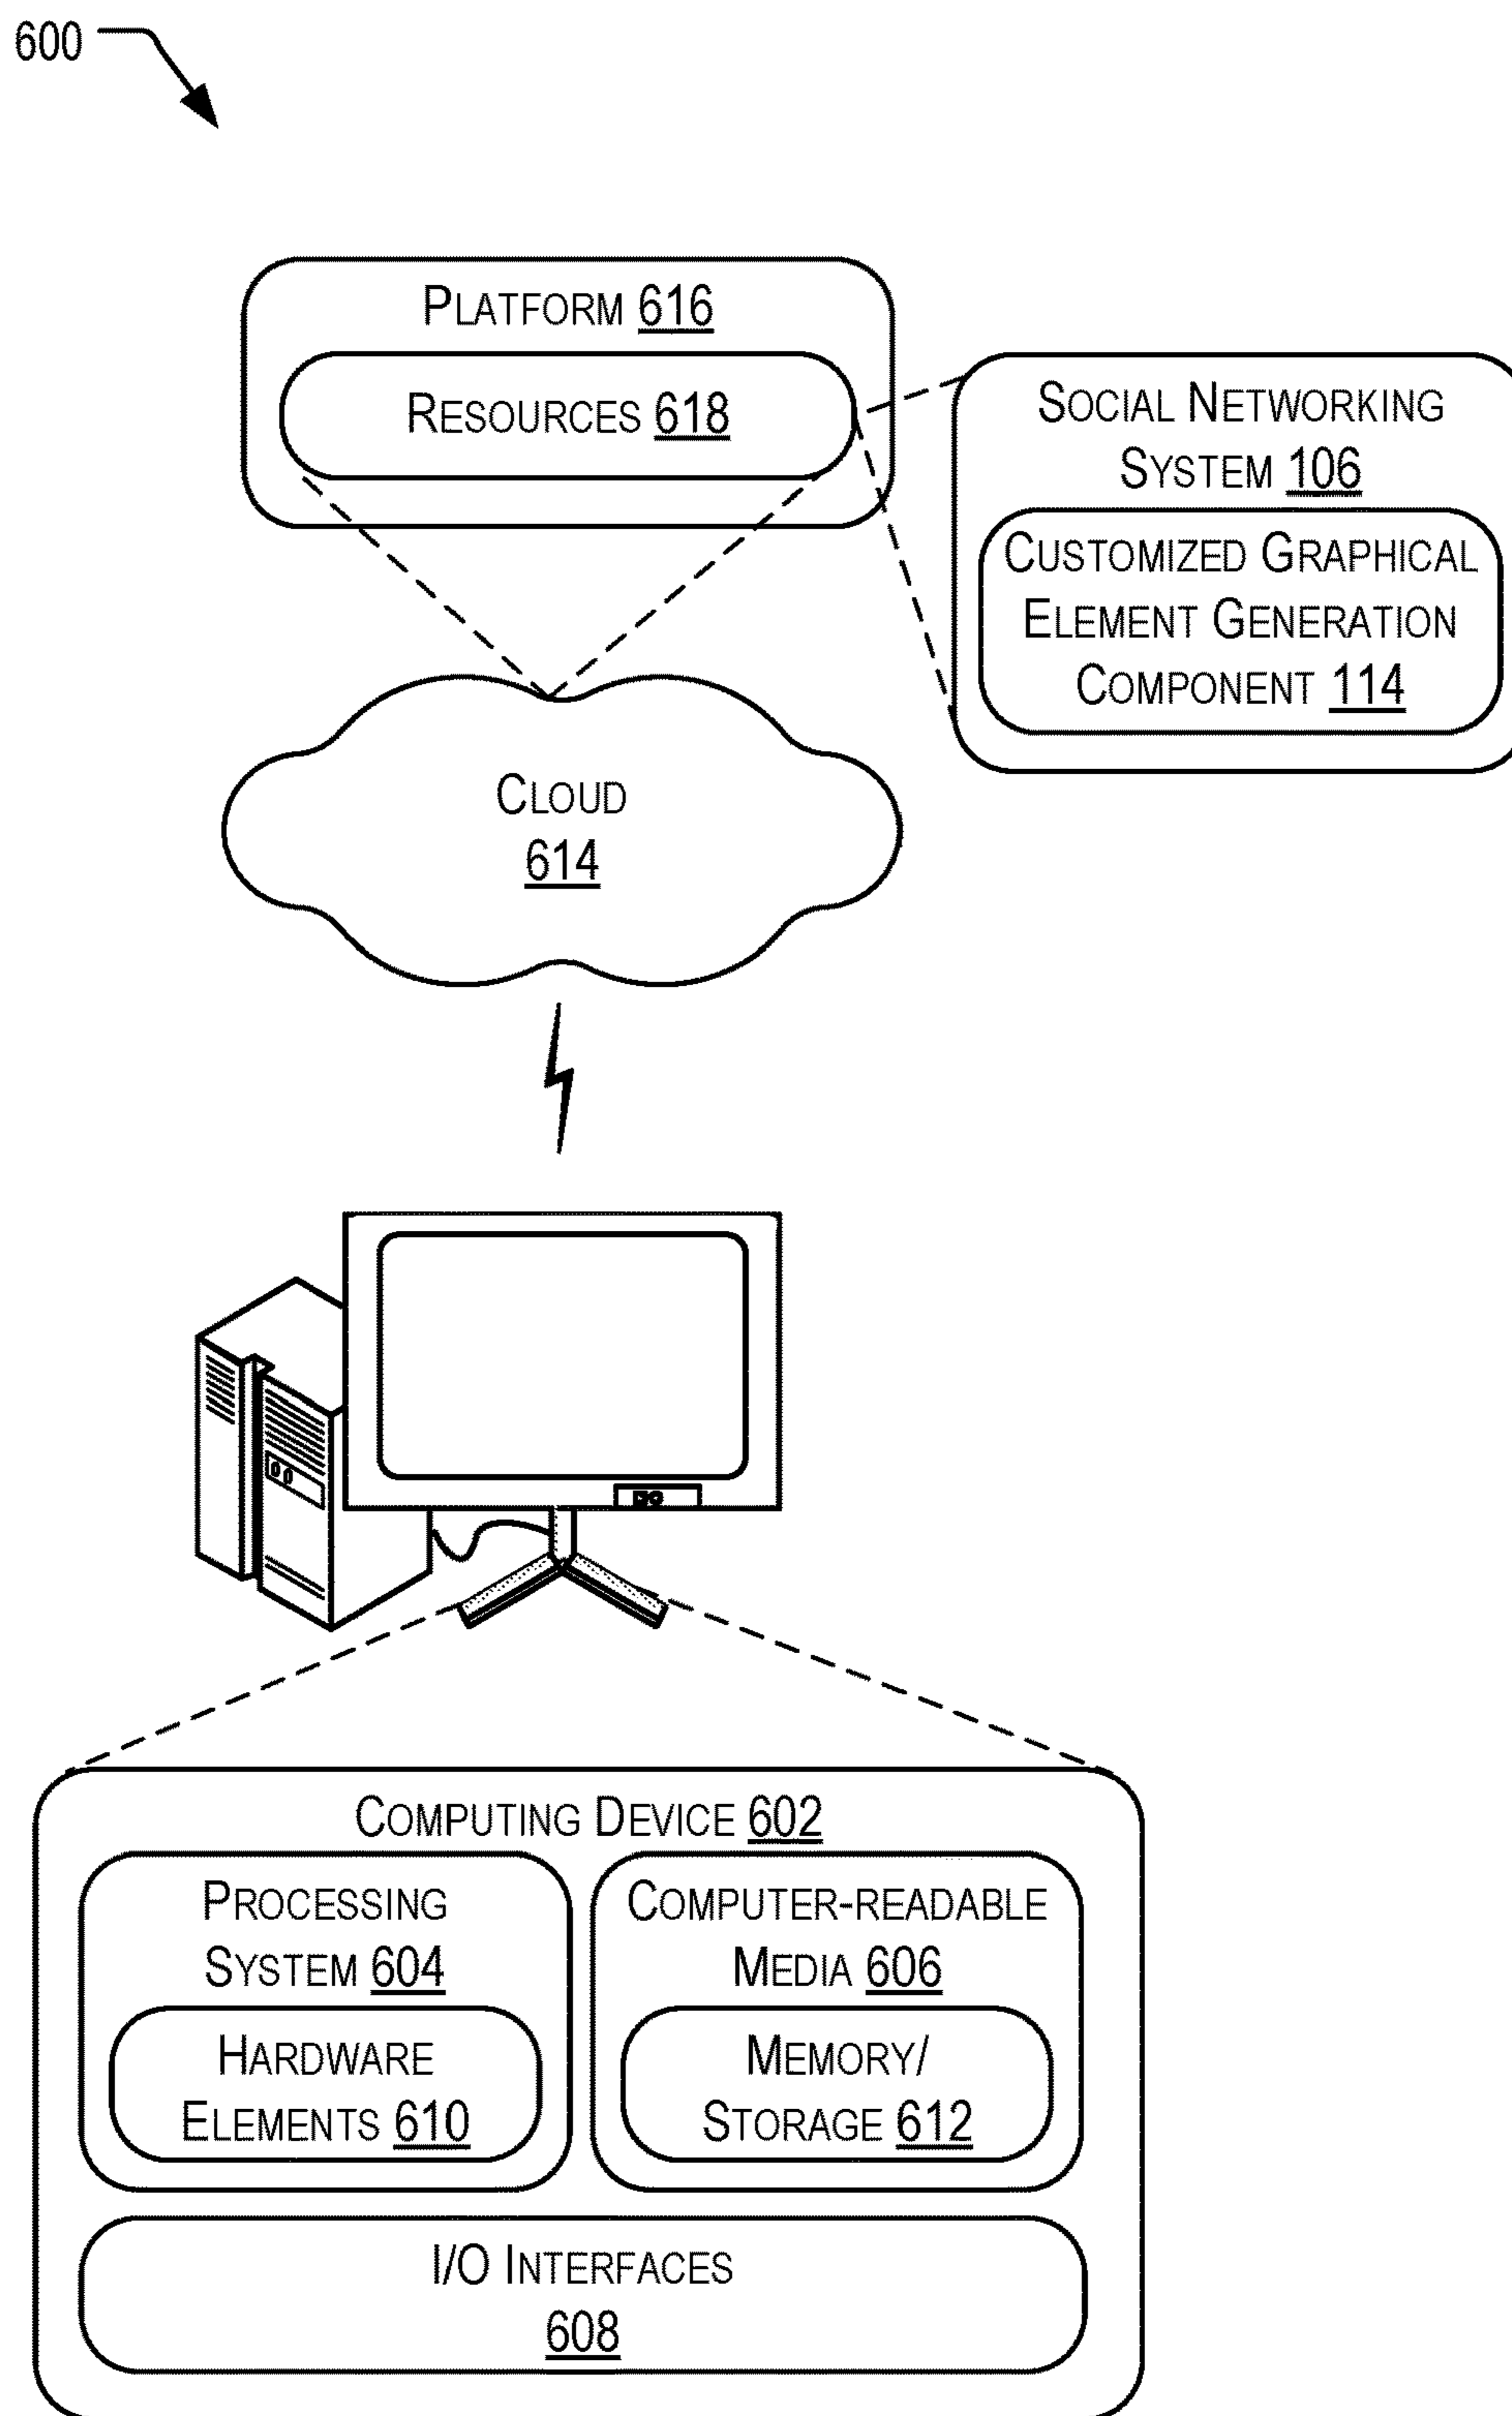 600
PLATFORM 616
RESOURCES 618
SOCIAL NETWORKING
SYSTEM 106
CUSTOMIZED GRAPHICAL
ELEMENT GENERATION
COMPONENT 114
CLOUD
614
COMPUTING DEVICE 602
PROCESSING
SYSTEM 604
HARDWARE
ELEMENTS 610
COMPUTER-READABLE
MEDIA 606
MEMORY/
STORAGE 612
I/O INTERFACES
608